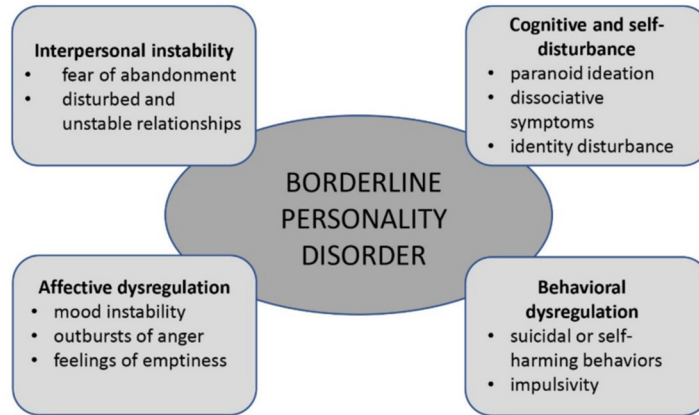 Interpersonal instability
• fear of abandonment
• disturbed and
unstable relationships
Cognitive and self-
disturbance
• paranoid ideation
• dissociative
symptoms
• identity disturbance
BORDERLINE
PERSONALITY
DISORDER
Affective dysregulation
• mood instability
• outbursts of anger
• feelings of emptiness
Behavioral
dysregulation
• suicidal or self-
harming behaviors
• impulsivity